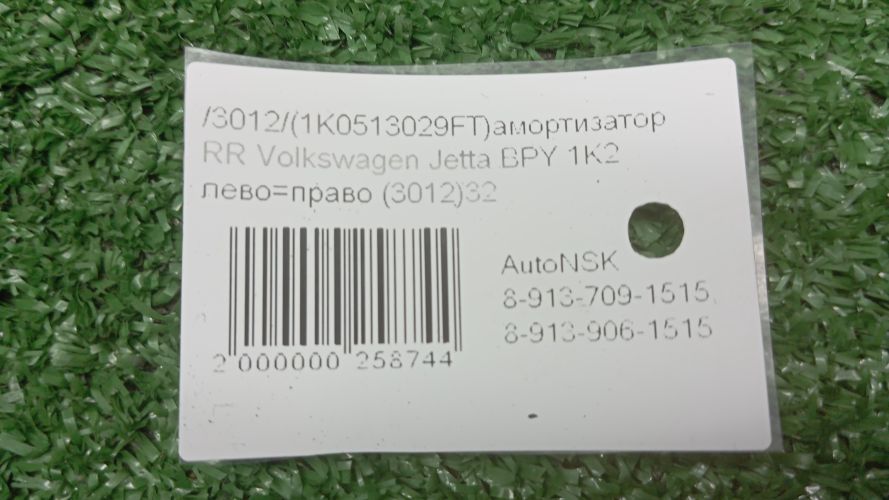 /3012/(1K0513029FT)амортизатор
RR Volkswagen Jetta BPY 1K2
лево=право (3012)32
AutoNSK
8-913-709-1515,
8-913-906-1515
2 000000 258744